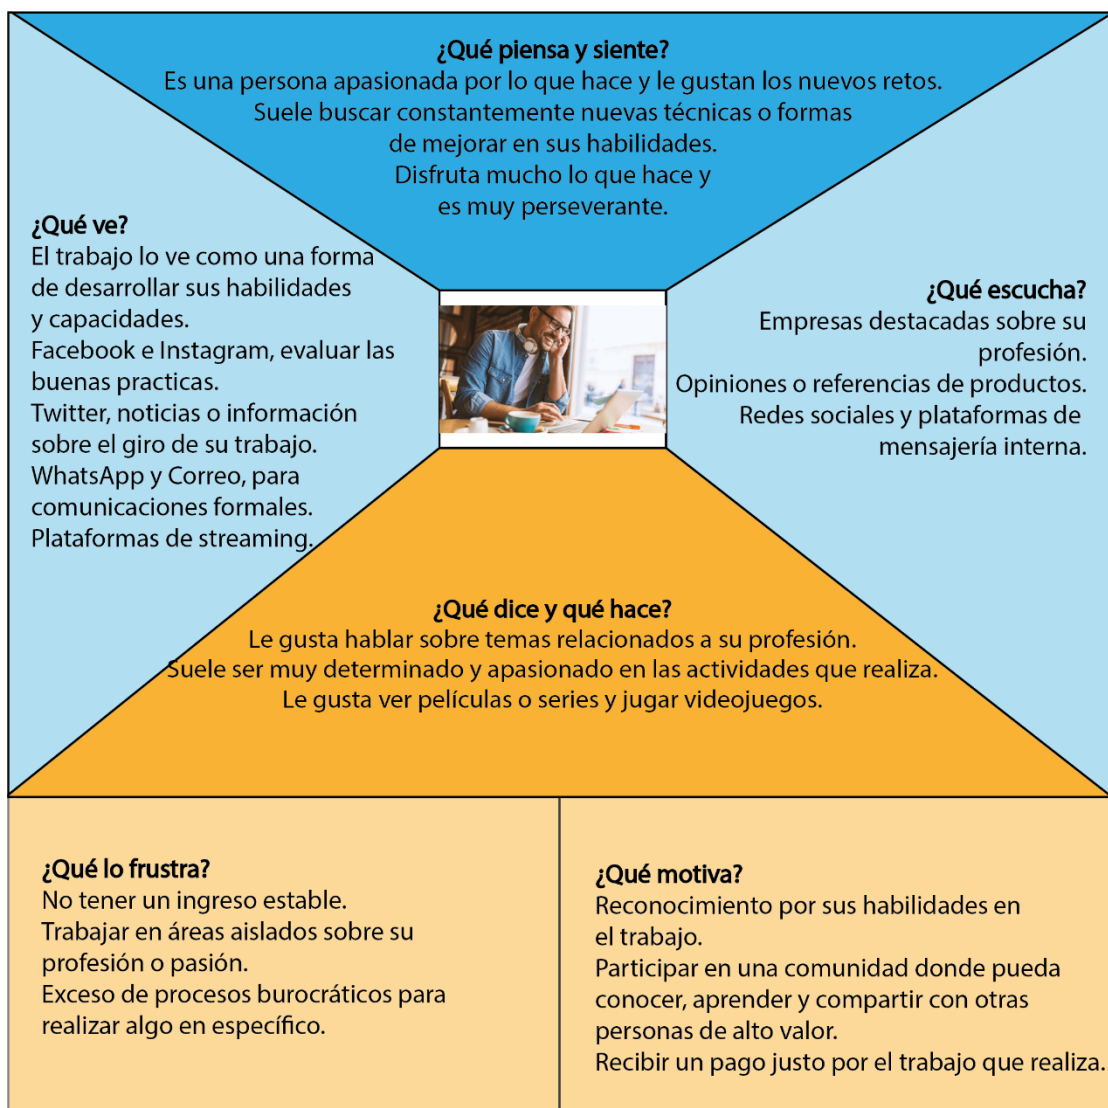 ¿Qué piensa y siente?
Es una persona apasionada por lo que hace y le gustan los nuevos retos.
Suele buscar constantemente nuevas técnicas o formas
de mejorar en sus habilidades.
Disfruta mucho lo que hace y
es muy perseverante.
¿Qué ve?
El trabajo lo ve como una forma
de desarrollar sus habilidades
y capacidades.
Facebook e Instagram, evaluar las
buenas practicas.
Twitter, noticias o información
sobre el giro de su trabajo.
WhatsApp y Correo, para
comunicaciones formales.
Plataformas de streaming.
¿Qué escucha?
Empresas destacadas sobre su
profesión.
Opiniones o referencias de productos.
Redes sociales y plataformas de
mensajería interna.
¿Qué dice y qué hace?
Le gusta hablar sobre temas relacionados a su profesión.
Suele ser muy determinado y apasionado en las actividades que realiza.
Le gusta ver películas o series y jugar videojuegos.
¿Qué lo frustra?
No tener un ingreso estable.
Trabajar en áreas aislados sobre su
profesión o pasión.
Exceso de procesos burocráticos para
realizar algo en específico.
¿Qué motiva?
Reconocimiento por sus habilidades en
el trabajo.
Participar en una comunidad donde pueda
conocer, aprender y compartir con otras
personas de alto valor.
Recibir un pago justo por el trabajo que realiza.